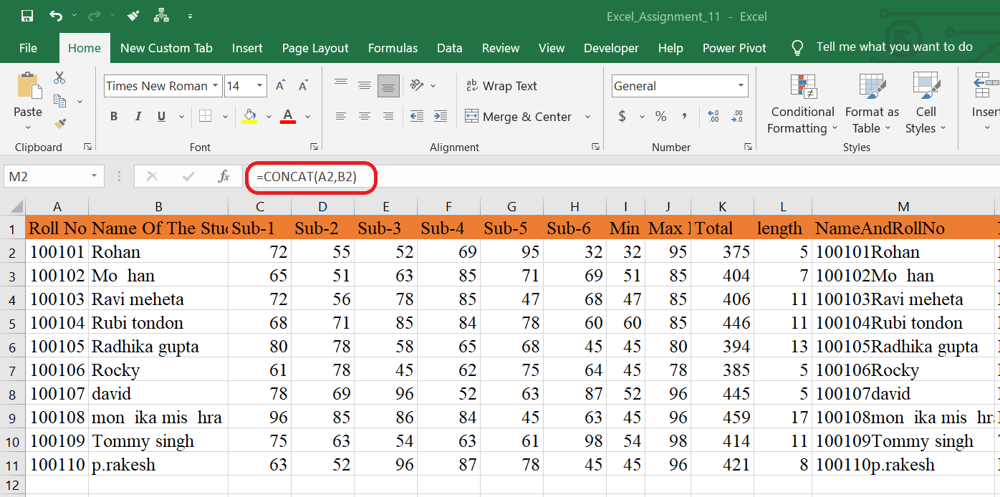 Excel_Assignment_11 - Excel
File Home New Custom Tab Insert Page Layout Formulas Data Review View Developer Help Power Pivot Tell me what you want to do
Times New Roman 14 Wrap Text General
Paste B I U A Merge & Center $ % , Conditional Formatting Format as Table Cell Styles
Clipboard Font Alignment Number Styles
M2 fx =CONCAT(A2,B2)
A B C D E F G H I J K L M
1 Roll No Name Of The Stu Sub-1 Sub-2 Sub-3 Sub-4 Sub-5 Sub-6 Min Max Total length NameAndRollNo
2 100101 Rohan 72 55 52 69 95 32 32 95 375 5 100101Rohan
3 100102 Mo  han 65 51 63 85 71 69 51 85 404 7 100102Mo  han
4 100103 Ravi meheta 72 56 78 85 47 68 47 85 406 11 100103Ravi meheta
5 100104 Rubi tondon 68 71 85 84 78 60 60 85 446 11 100104Rubi tondon
6 100105 Radhika gupta 80 78 58 65 68 45 45 80 394 13 100105Radhika gupta
7 100106 Rocky 61 78 45 62 75 64 45 78 385 5 100106Rocky
8 100107 david 78 69 96 52 63 87 52 96 445 5 100107david
9 100108 mon  ika mis  hra 96 85 86 84 45 63 45 96 459 17 100108mon  ika mis  hra
10 100109 Tommy singh 75 63 54 63 61 98 54 98 414 11 100109Tommy singh
11 100110 p.rakesh 63 52 96 87 78 45 45 96 421 8 100110p.rakesh
12